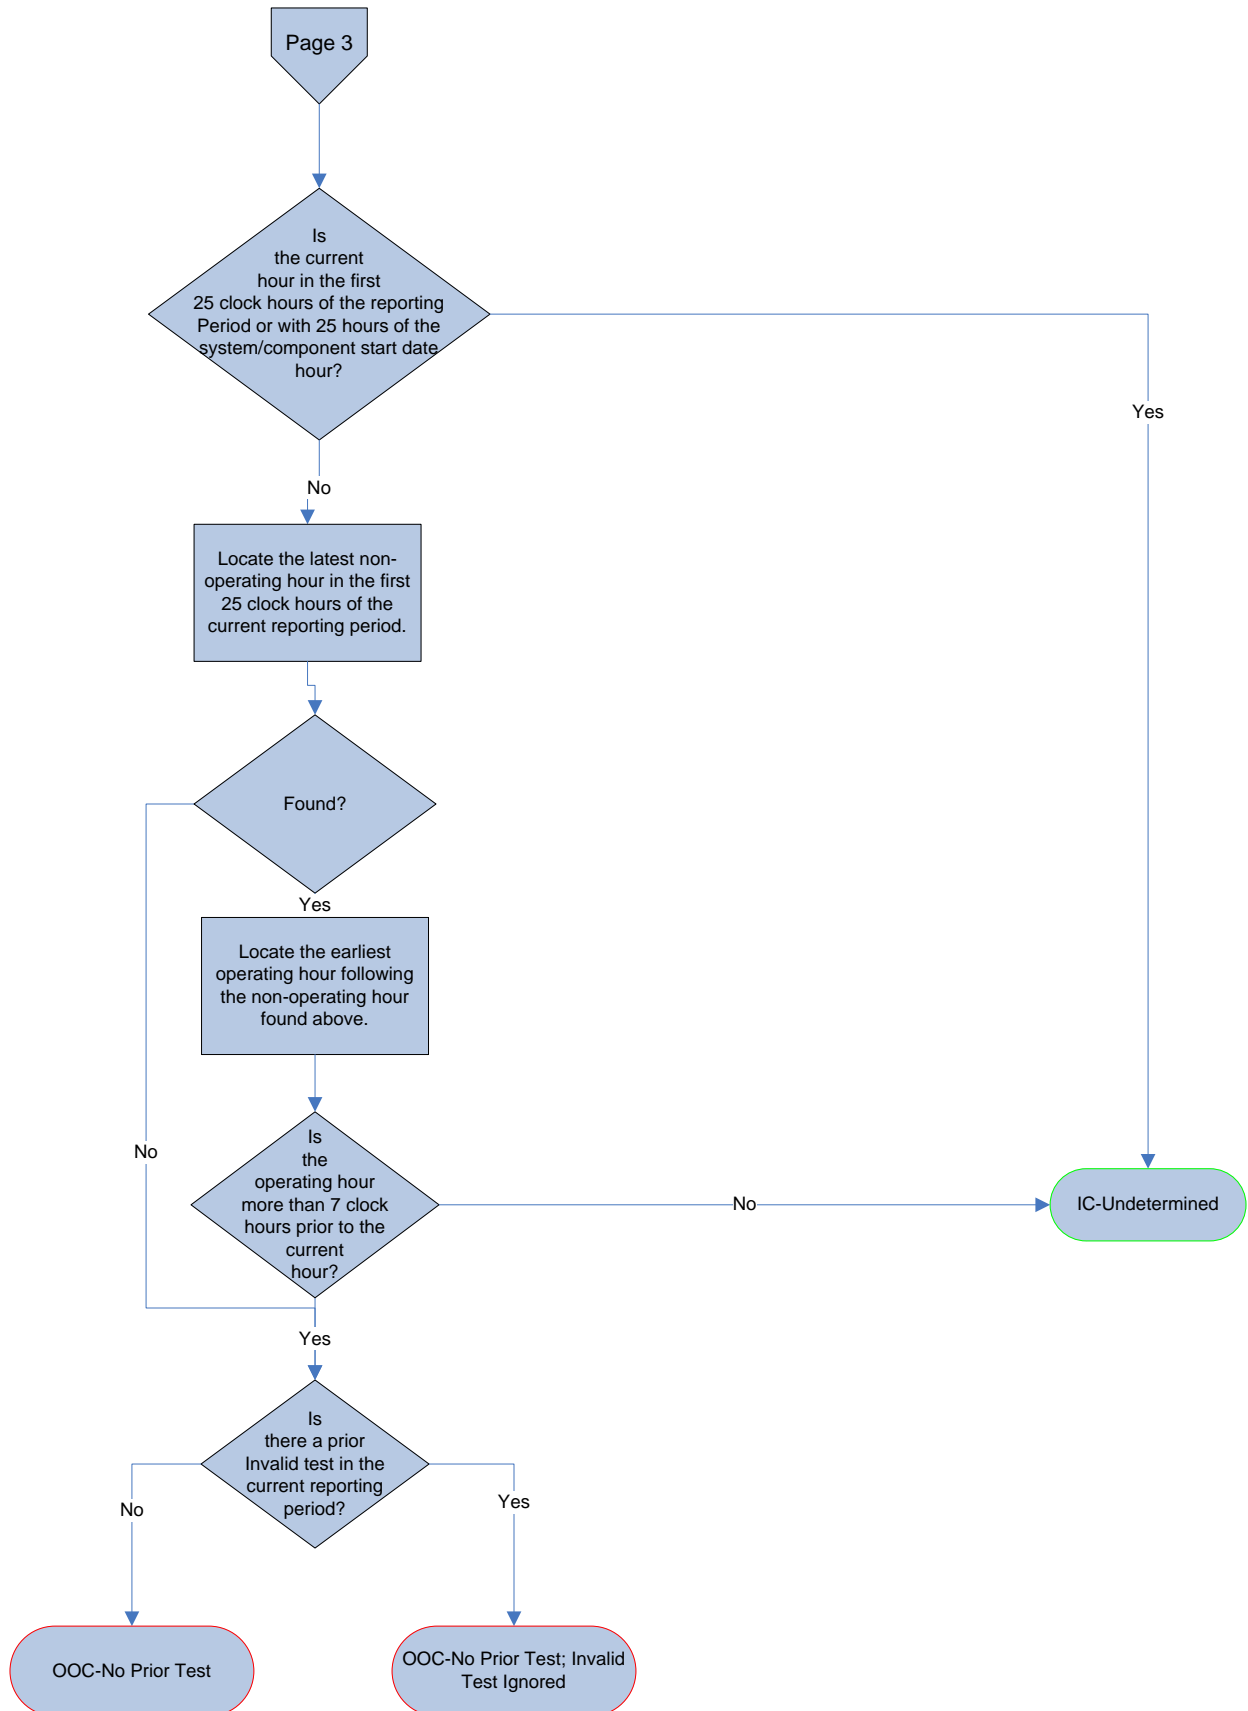 Page 3
Is
the current
hour in the first
25 clock hours of the reporting
Period or with 25 hours of the
system/component start date
hour?
Yes
No
Locate the latest non-
operating hour in the first
25 clock hours of the
current reporting period.
Found?
Yes
Locate the earliest
operating hour following
the non-operating hour
found above.
No
Is
the
operating hour
more than 7 clock
hours prior to the
current
hour?
No
IC-Undetermined
Yes
Is
there a prior
Invalid test in the
current reporting
period?
No
Yes
OOC-No Prior Test
OOC-No Prior Test; Invalid
Test Ignored